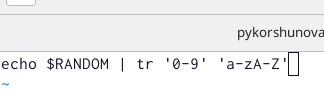 pykorshunova
echo $RANDOM | tr '0-9' 'a-zA-Z'
~